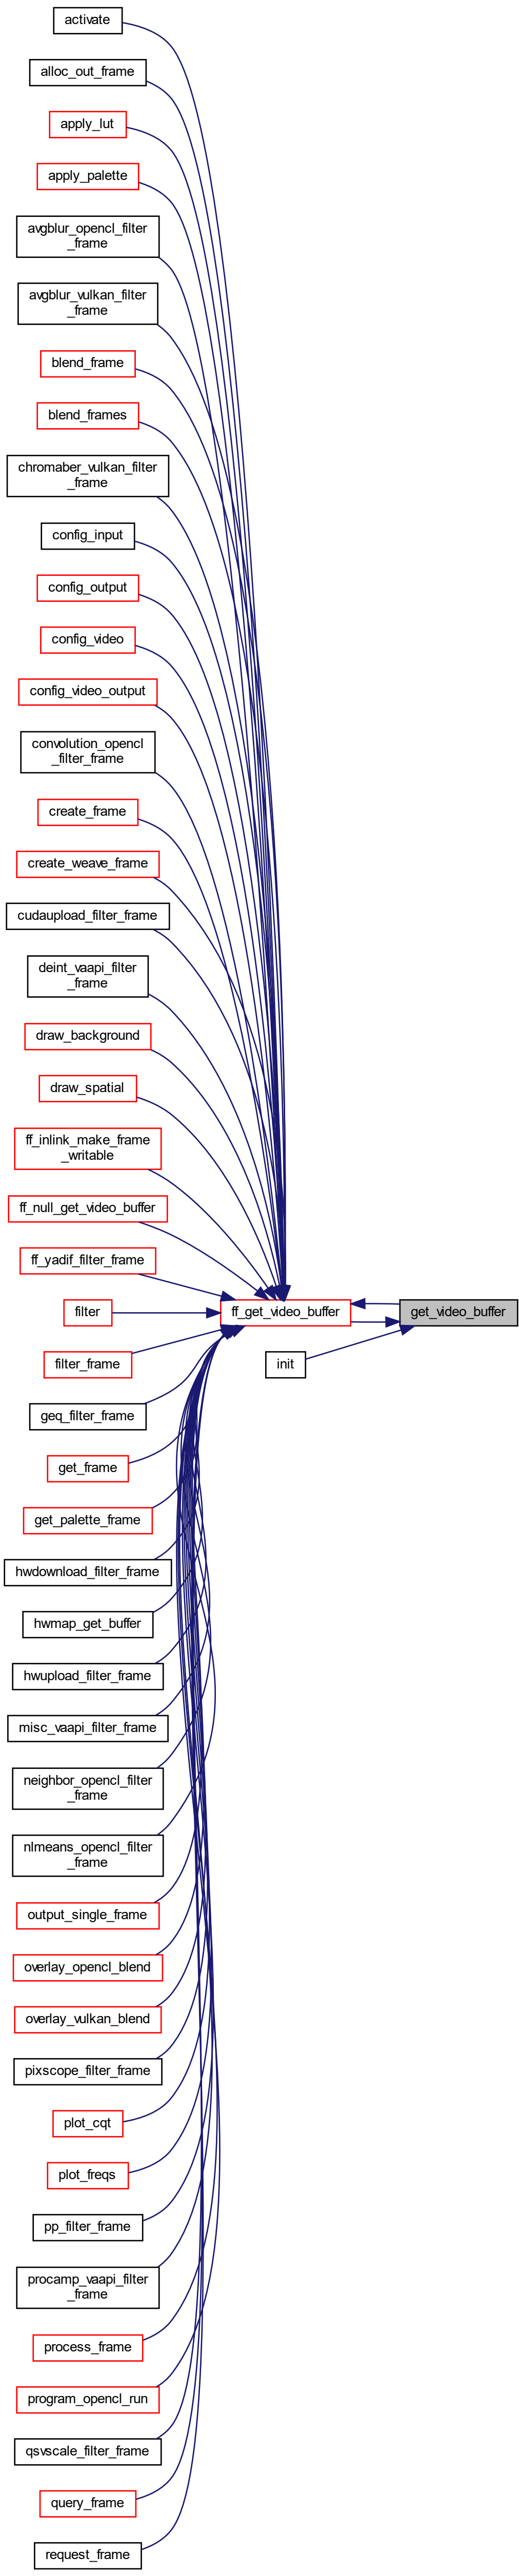 activate
alloc_out_frame
apply_lut
apply_palette
avgblur_opencl_filter
_frame
avgblur_vulkan_filter
_frame
blend_frame
blend_frames
chromaber_vulkan_filter
_frame
config_input
config_output
config_video
config_video_output
convolution_opencl
_filter_frame
create_frame
create_weave_frame
cudaupload_filter_frame
deint_vaapi_filter
_frame
draw_background
draw_spatial
ff_inlink_make_frame
_writable
ff_null_get_video_buffer
ff_yadif_filter_frame
filter
ff_get_video_buffer
get_video_buffer
filter_frame
init
geq_filter_frame
get_frame
get_palette_frame
hwdownload_filter_frame
hwmap_get_buffer
hwupload_filter_frame
misc_vaapi_filter_frame
neighbor_opencl_filter
_frame
nlmeans_opencl_filter
_frame
output_single_frame
overlay_opencl_blend
overlay_vulkan_blend
pixscope_filter_frame
plot_cqt
plot_freqs
pp_filter_frame
procamp_vaapi_filter
_frame
process_frame
program_opencl_run
qsvscale_filter_frame
query_frame
request_frame